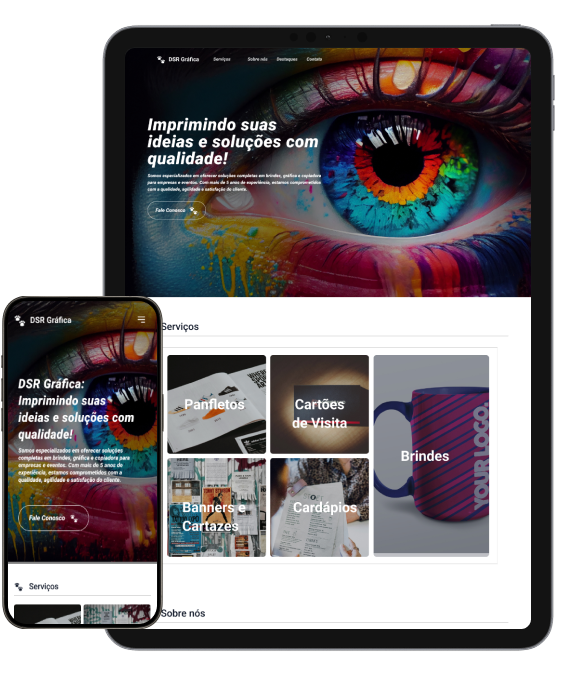 DSR Gráfica
Serviços
Sobre nós
Destaques
Contato
Imprimindo suas
ideias e soluções com
qualidade!
Somos especializados em oferecer soluções completas em brindes, gráfica e copiadora
para empresas e eventos. Com mais de 5 anos de experiência, estamos comprometidos
com a qualidade, agilidade e satisfação do cliente.
Fale Conosco
Serviços
Panfletos
Cartões
de Visita
Brindes
YOUR LOGO.
Banners e
Cartazes
Cardápios
Sobre nós
DSR Gráfica
DSR Gráfica:
Imprimindo suas
ideias e soluções com
qualidade!
Somos especializados em oferecer soluções
completas em brindes, gráfica e copiadora para
empresas e eventos. Com mais de 5 anos de
experiência, estamos comprometidos com a
qualidade, agilidade e satisfação do cliente.
Fale Conosco
Serviços